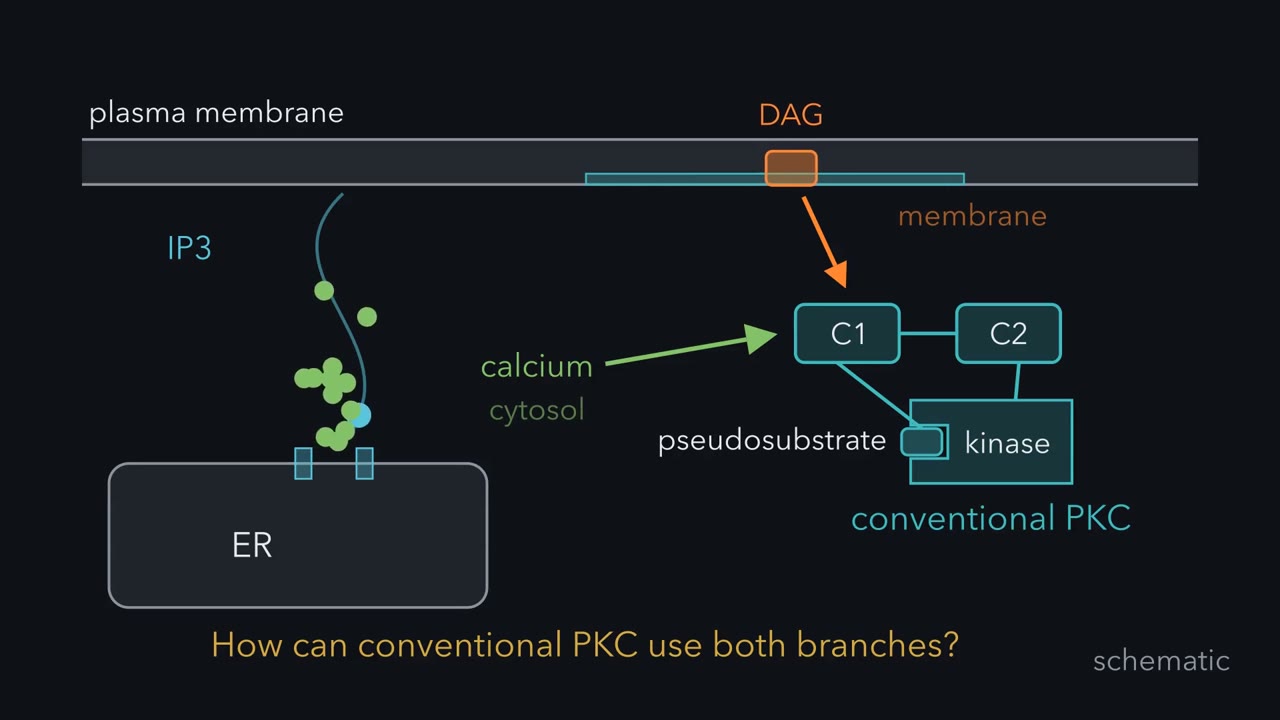 plasma membrane
DAG
membrane
IP3
C1
C2
calcium
cytosol
pseudosubstrate
kinase
conventional PKC
ER
How can conventional PKC use both branches?
schematic